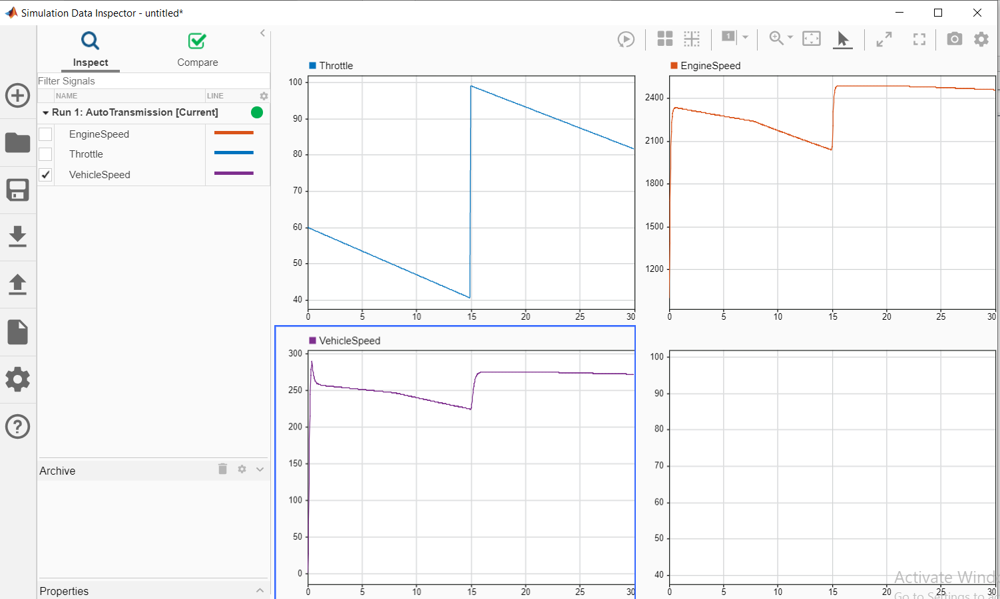 Simulation Data Inspector - untitled*
Inspect
Compare
Filter Signals
NAME
LINE
Run 1: AutoTransmission [Current]
EngineSpeed
Throttle
VehicleSpeed
Archive
Properties
1
Throttle
100
90
80
70
60
50
40
0 5 10 15 20 25 30
EngineSpeed
2400
2100
1800
1500
1200
0 5 10 15 20 25 30
VehicleSpeed
300
250
200
150
100
50
0
0 5 10 15 20 25 30
100
90
80
70
60
50
40
0 5 10 15 20 25 30
Activate Wind
Go to Settings to a